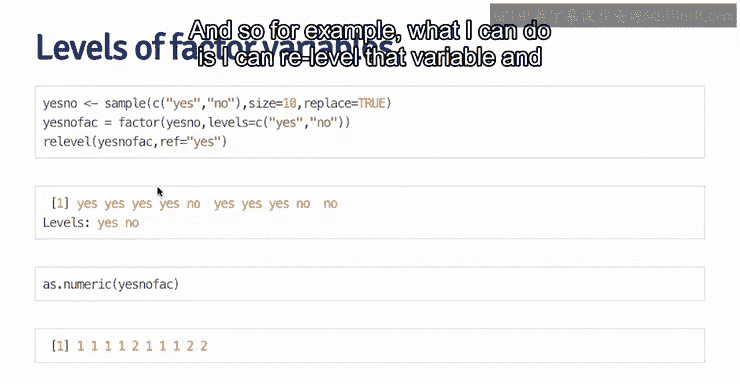 And so for example, what I can do
is I can re-level that variable and
Levels of factor variables
yesno <- sample(c("yes","no"),size=10,replace=TRUE)
yesnofac = factor(yesno,levels=c("yes","no"))
relevel(yesnofac,ref="yes")
[1] yes yes yes yes no  yes yes yes no  no
Levels: yes no
as.numeric(yesnofac)
[1] 1 1 1 1 2 1 1 1 2 2